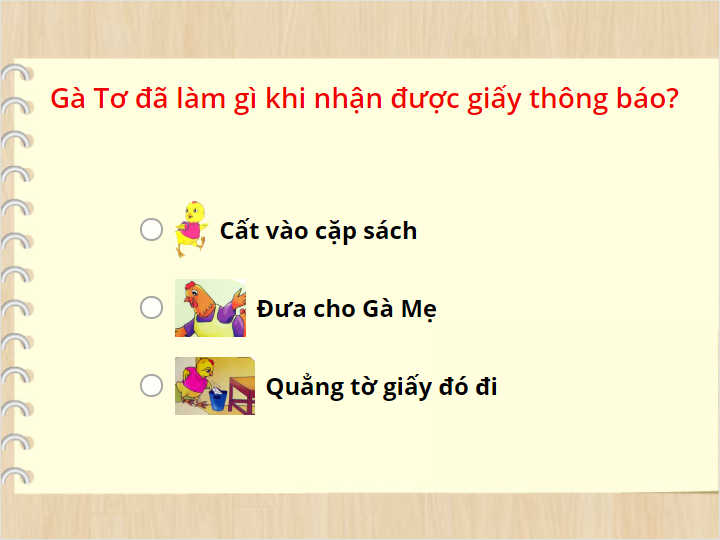 Gà Tơ đã làm gì khi nhận được giấy thông báo?
Cất vào cặp sách
Đưa cho Gà Mẹ
Quẳng tờ giấy đó đi